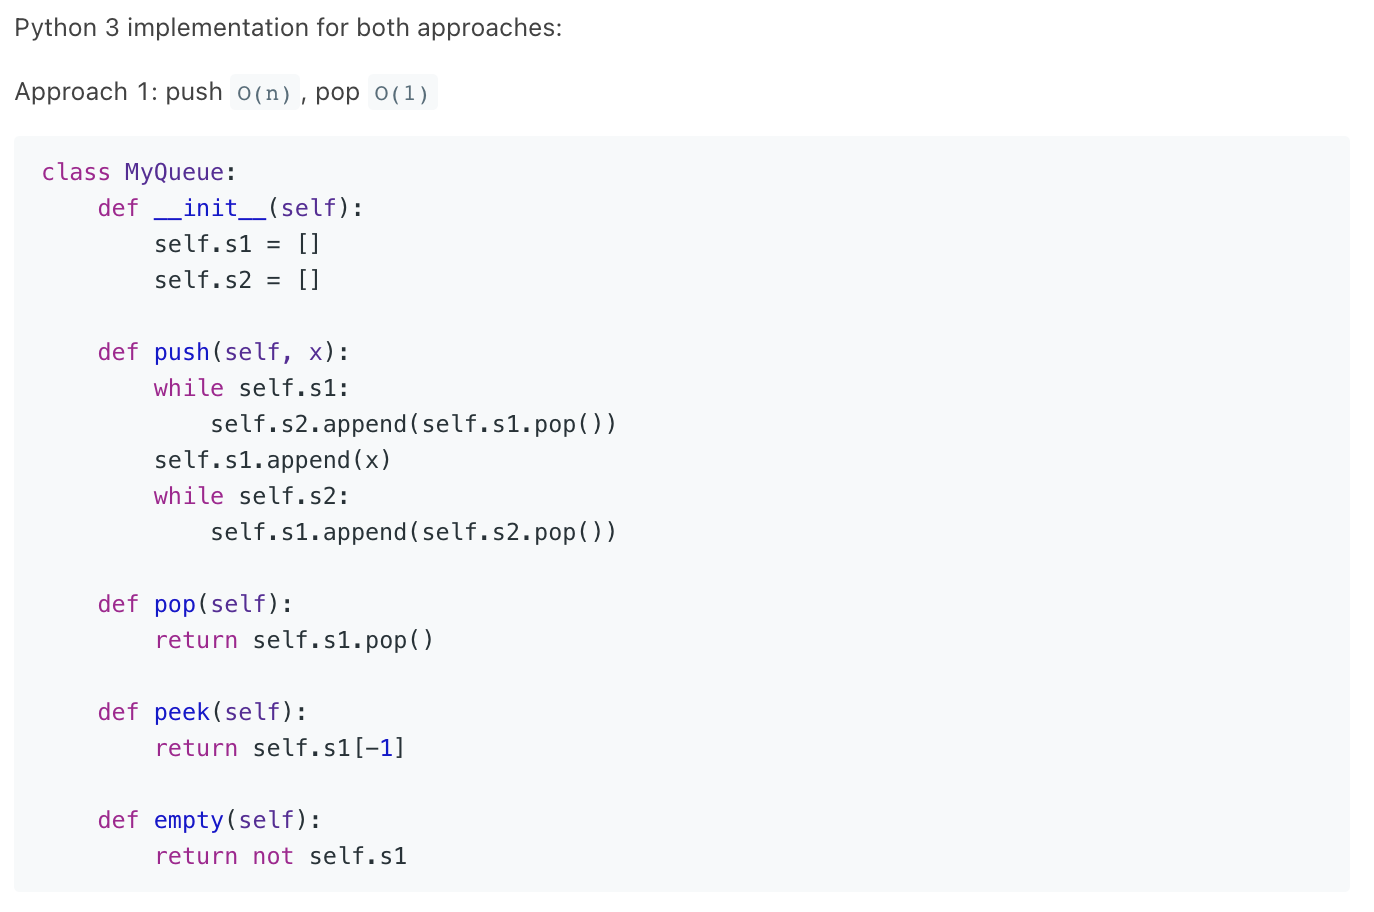 Python 3 implementation for both approaches:
Approach 1: push O(n), pop O(1)
class MyQueue:
    def __init__(self):
        self.s1 = []
        self.s2 = []

    def push(self, x):
        while self.s1:
            self.s2.append(self.s1.pop())
        self.s1.append(x)
        while self.s2:
            self.s1.append(self.s2.pop())

    def pop(self):
        return self.s1.pop()

    def peek(self):
        return self.s1[-1]

    def empty(self):
        return not self.s1